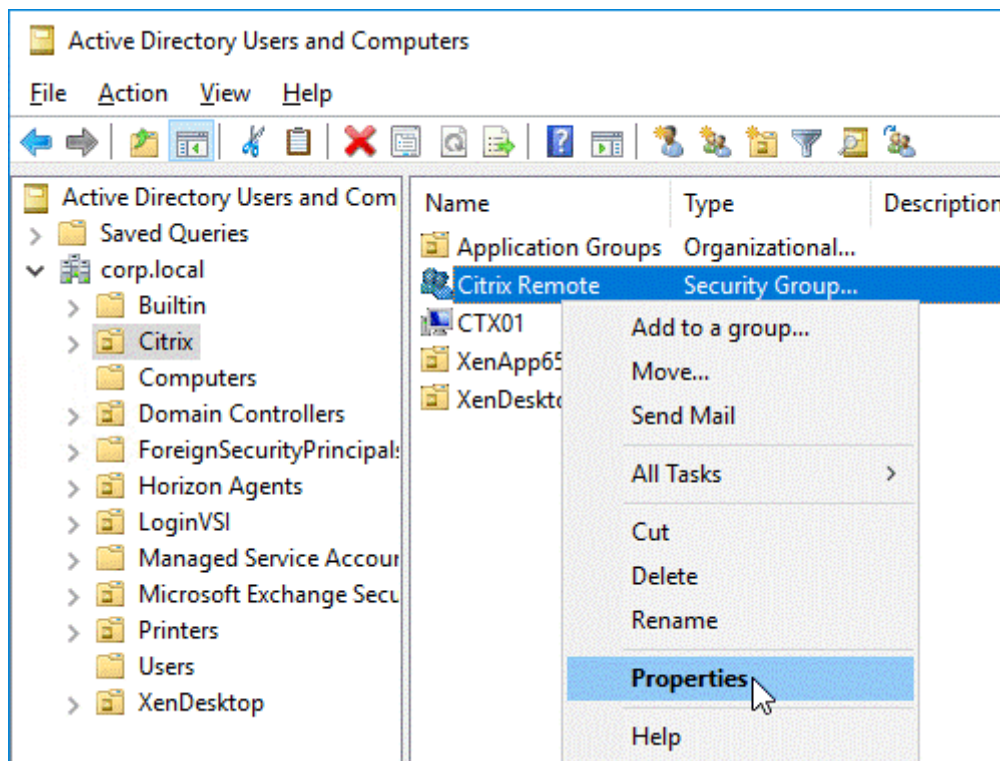 Active Directory Users and Computers
File Action View Help
Active Directory Users and Com
Saved Queries
corp.local
Builtin
Citrix
Computers
Domain Controllers
ForeignSecurityPrincipal
Horizon Agents
LoginVSI
Managed Service Accour
Microsoft Exchange Secu
Printers
Users
XenDesktop
Name Type Description
Application Groups Organizational...
Citrix Remote Security Group...
CTX01
XenApp65
XenDeskto
Add to a group...
Move...
Send Mail
All Tasks
Cut
Delete
Rename
Properties
Help